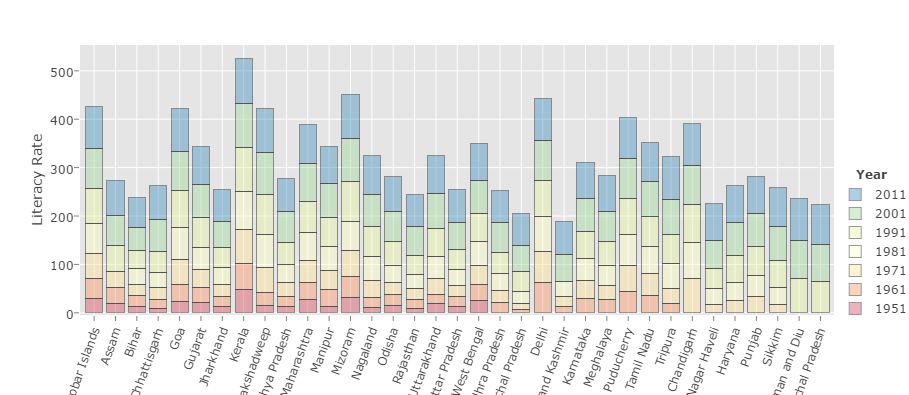 Literacy Rate
500
400
300
200
100
0
obar Islands
Assam
Bihar
Chhattisgarh
Goa
Gujarat
Jharkhand
Kerala
akshadweep
hya Pradesh
Maharashtra
Manipur
Mizoram
Nagaland
Odisha
Rajasthan
Uttarakhand
ttar Pradesh
West Bengal
hra Pradesh
chal Pradesh
Delhi
and Kashmir
Karnataka
Meghalaya
Puducherry
Tamil Nadu
Tripura
Chandigarh
Nagar Haveli
Haryana
Punjab
Sikkim
man and Diu
chal Pradesh
Year
2011
2001
1991
1981
1971
1961
1951